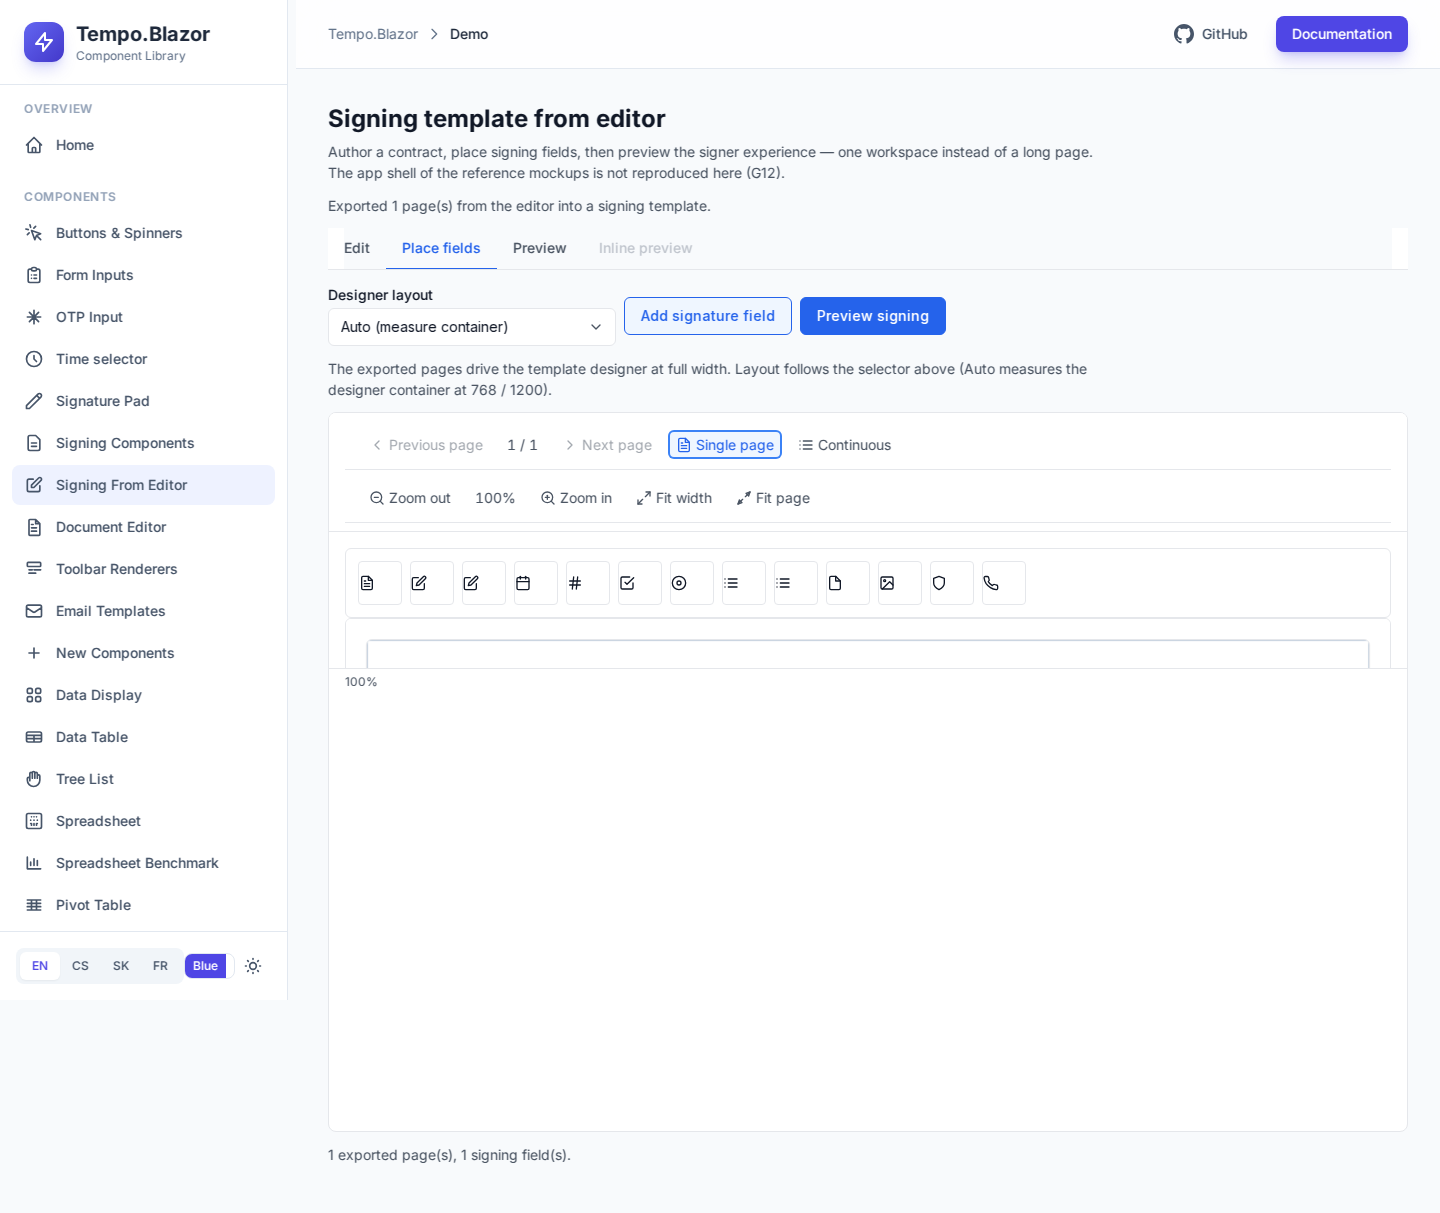 Tempo.Blazor
Component Library
OVERVIEW
Home
COMPONENTS
Buttons & Spinners
Form Inputs
OTP Input
Time selector
Signature Pad
Signing Components
Signing From Editor
Document Editor
Toolbar Renderers
Email Templates
New Components
Data Display
Data Table
Tree List
Spreadsheet
Spreadsheet Benchmark
Pivot Table
EN CS SK FR Blue
Tempo.Blazor Demo
GitHub
Documentation
Signing template from editor
Author a contract, place signing fields, then preview the signer experience — one workspace instead of a long page.
The app shell of the reference mockups is not reproduced here (G12).
Exported 1 page(s) from the editor into a signing template.
Edit Place fields Preview Inline preview
Designer layout
Auto (measure container) Add signature field Preview signing
The exported pages drive the template designer at full width. Layout follows the selector above (Auto measures the
designer container at 768 / 1200).
Previous page 1 / 1 Next page Single page Continuous
Zoom out 100% Zoom in Fit width Fit page
100%
1 exported page(s), 1 signing field(s).